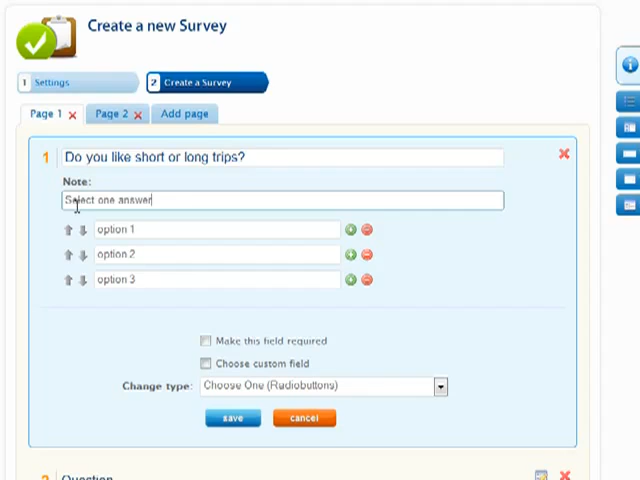 Create a new Survey
1 Settings
2 Create a Survey
Page 1 Page 2 Add page
1 Do you like short or long trips?
Note:
Select one answer
option 1
option 2
option 3
Make this field required
Choose custom field
Change type: Choose One (Radiobuttons)
save cancel
2 Question